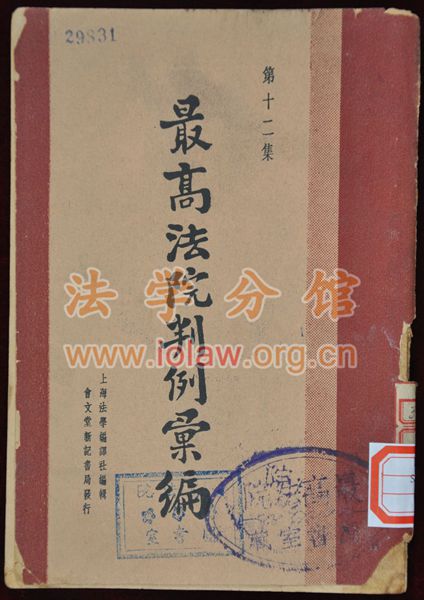 29831
第十二集
最高法院判例彙編
上海法學編譯社編輯
會文堂新記書局發行
法学分馆
www.iolaw.org.cn